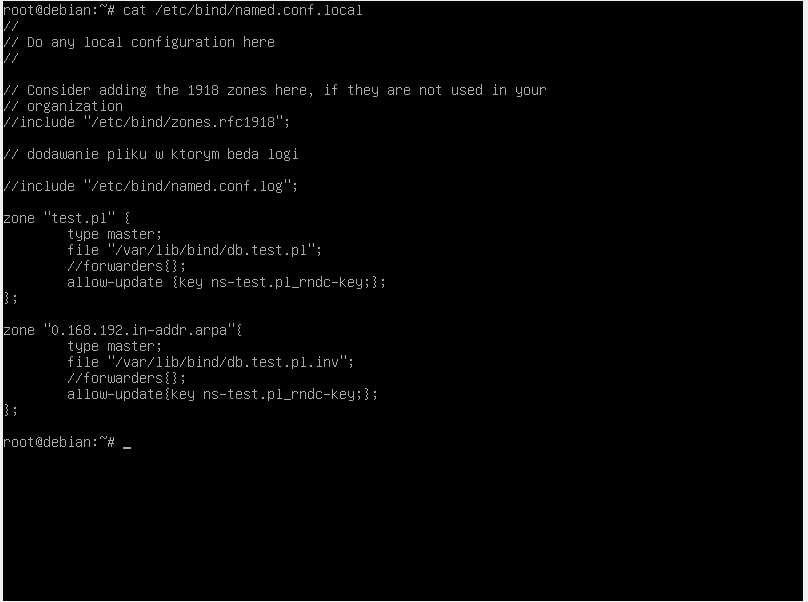 root@debian:~# cat /etc/bind/named.conf.local
//
// Do any local configuration here
//
// Consider adding the 1918 zones here, if they are not used in your
// organization
//include "/etc/bind/zones.rfc1918";
// dodawanie pliku w ktorym beda logi
//include "/etc/bind/named.conf.log";
zone "test.pl" {
        type master;
        file "/var/lib/bind/db.test.pl";
        //forwarders{};
        allow-update {key ns-test.pl_rndc-key;};
};
zone "0.168.192.in-addr.arpa"{
        type master;
        file "/var/lib/bind/db.test.pl.inv";
        //forwarders{};
        allow-update{key ns-test.pl_rndc-key;};
};
root@debian:~# _